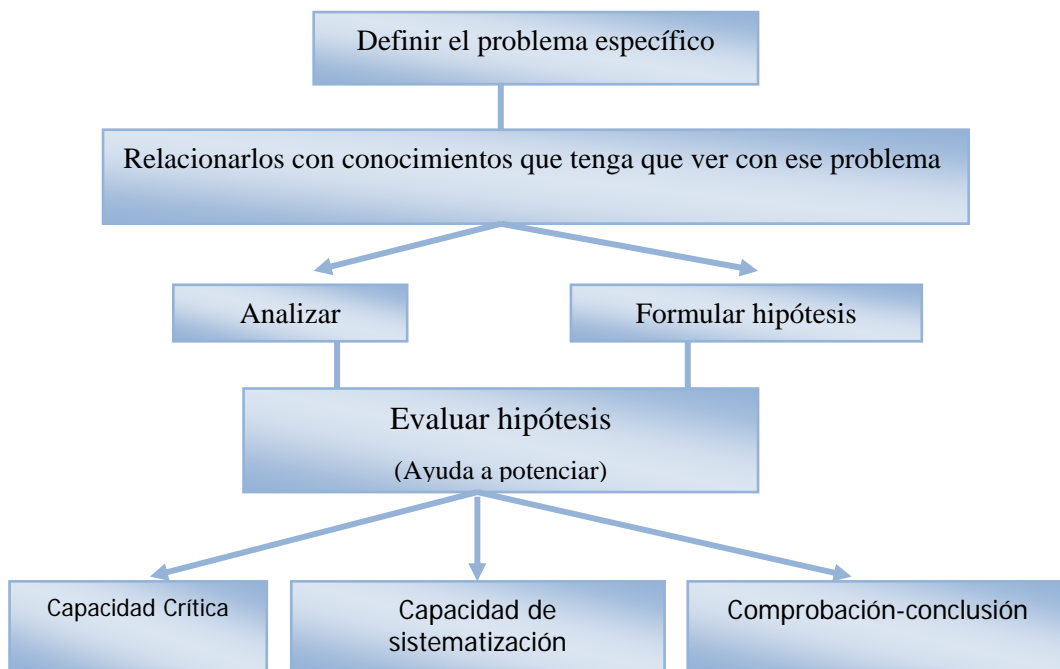 Definir el problema específico
Relacionarlos con conocimientos que tenga que ver con ese problema
Analizar
Formular hipótesis
Evaluar hipótesis
(Ayuda a potenciar)
Capacidad Crítica
Capacidad de
sistematización
Comprobación-conclusión